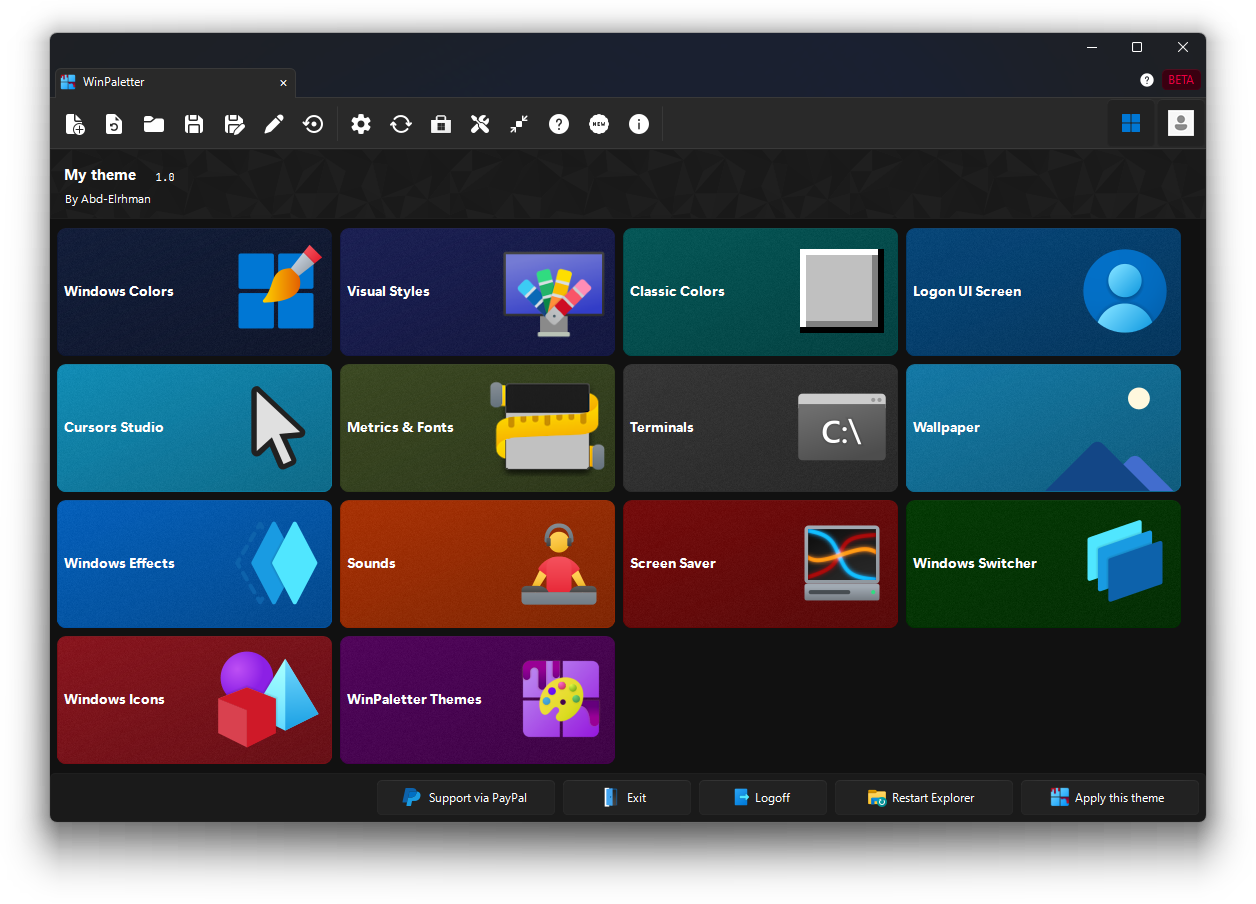 WinPaletter
BETA
NEW
My theme 1.0
By Abd-Elrhman
Windows Colors
Visual Styles
Classic Colors
Logon UI Screen
Cursors Studio
Metrics & Fonts
Terminals
C:\
Wallpaper
Windows Effects
Sounds
Screen Saver
Windows Switcher
Windows Icons
WinPaletter Themes
Support via PayPal
Exit
Logoff
Restart Explorer
Apply this theme